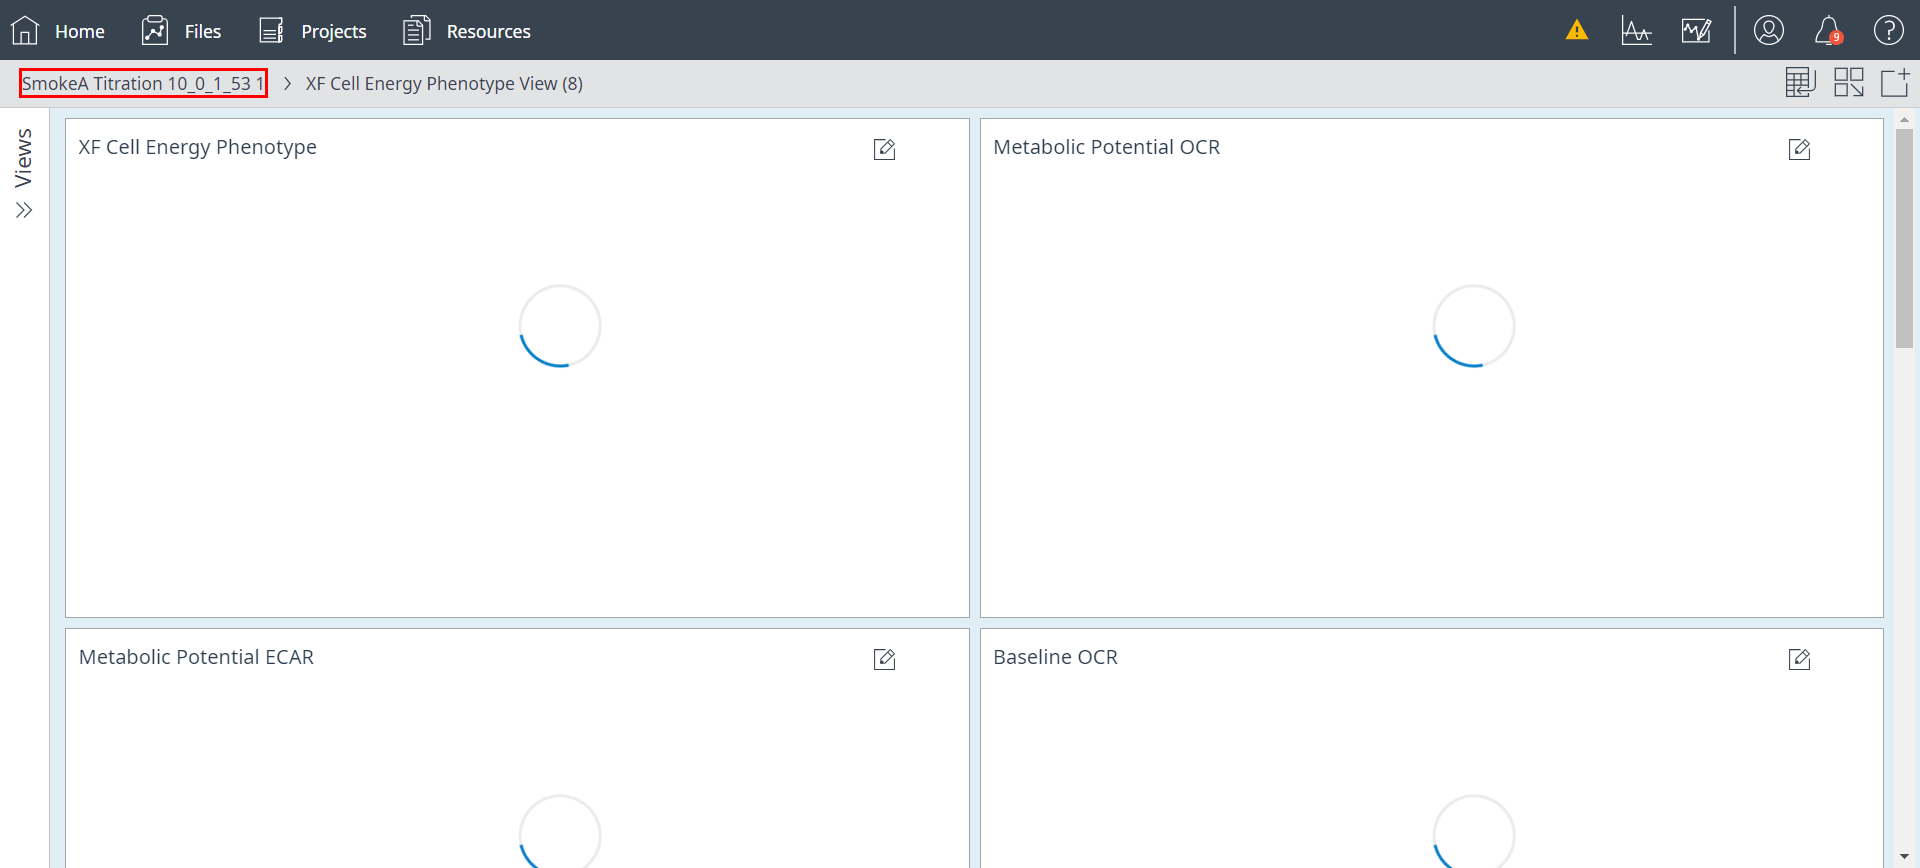 Home
Files
Projects
Resources
9
SmokeA Titration 10_0_1_53 1 > XF Cell Energy Phenotype View (8)
Views
XF Cell Energy Phenotype
Metabolic Potential OCR
Metabolic Potential ECAR
Baseline OCR